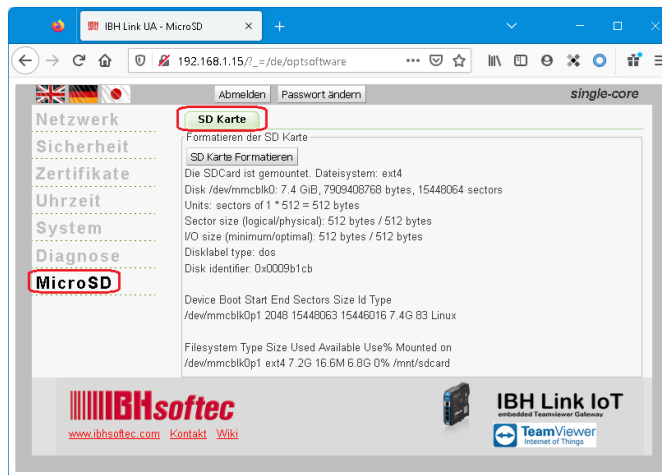 IBH Link UA - MicroSD
192.168.1.15/?_=/de/optsoftware
Abmelden Passwort ändern single-core
Netzwerk
Sicherheit
Zertifikate
Uhrzeit
System
Diagnose
MicroSD
SD Karte
Formatieren der SD Karte
SD Karte Formatieren
Die SDCard ist gemountet. Dateisystem: ext4
Disk /dev/mmcblk0: 7.4 GiB, 7909408768 bytes, 15448064 sectors
Units: sectors of 1 * 512 = 512 bytes
Sector size (logical/physical): 512 bytes / 512 bytes
I/O size (minimum/optimal): 512 bytes / 512 bytes
Disklabel type: dos
Disk identifier: 0x0009b1cb
Device Boot Start End Sectors Size Id Type
/dev/mmcblk0p1 2048 15448063 15446016 7.4G 83 Linux
Filesystem Type Size Used Available Use% Mounted on
/dev/mmcblk0p1 ext4 7.2G 16.6M 6.8G 0% /mnt/sdcard
IBHsoftec
www.ibhsoftec.com Kontakt Wiki
IBH Link IoT
embedded Teamviewer Gateway
TeamViewer
Internet of Things